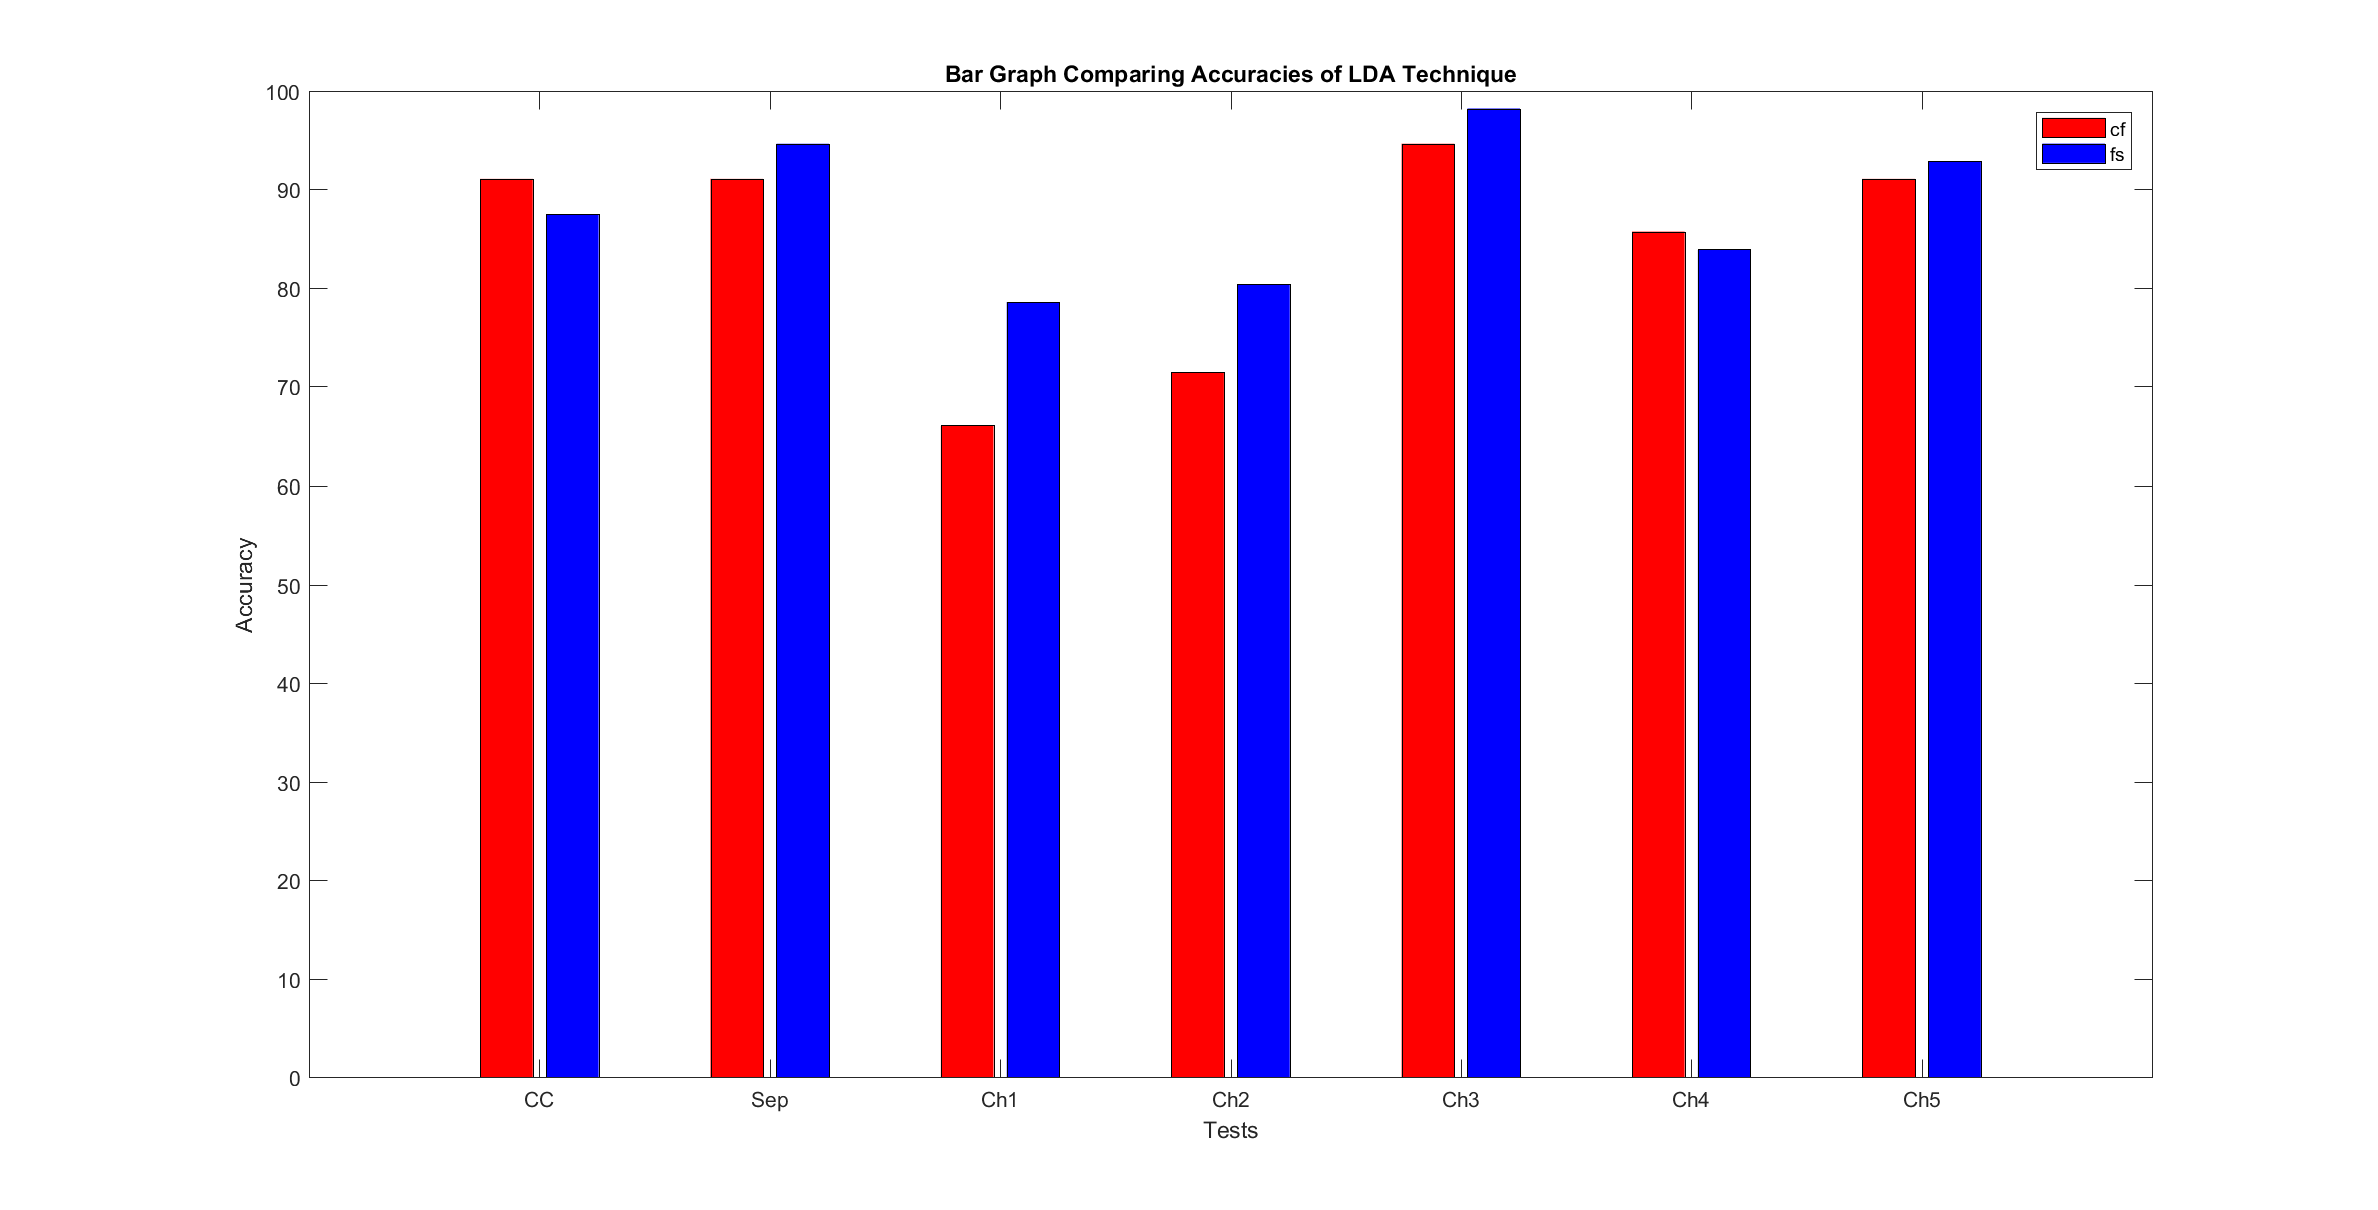 Bar Graph Comparing Accuracies of LDA Technique
cf
fs
Accuracy
100
90
80
70
60
50
40
30
20
10
0
CC Sep Ch1 Ch2 Ch3 Ch4 Ch5
Tests